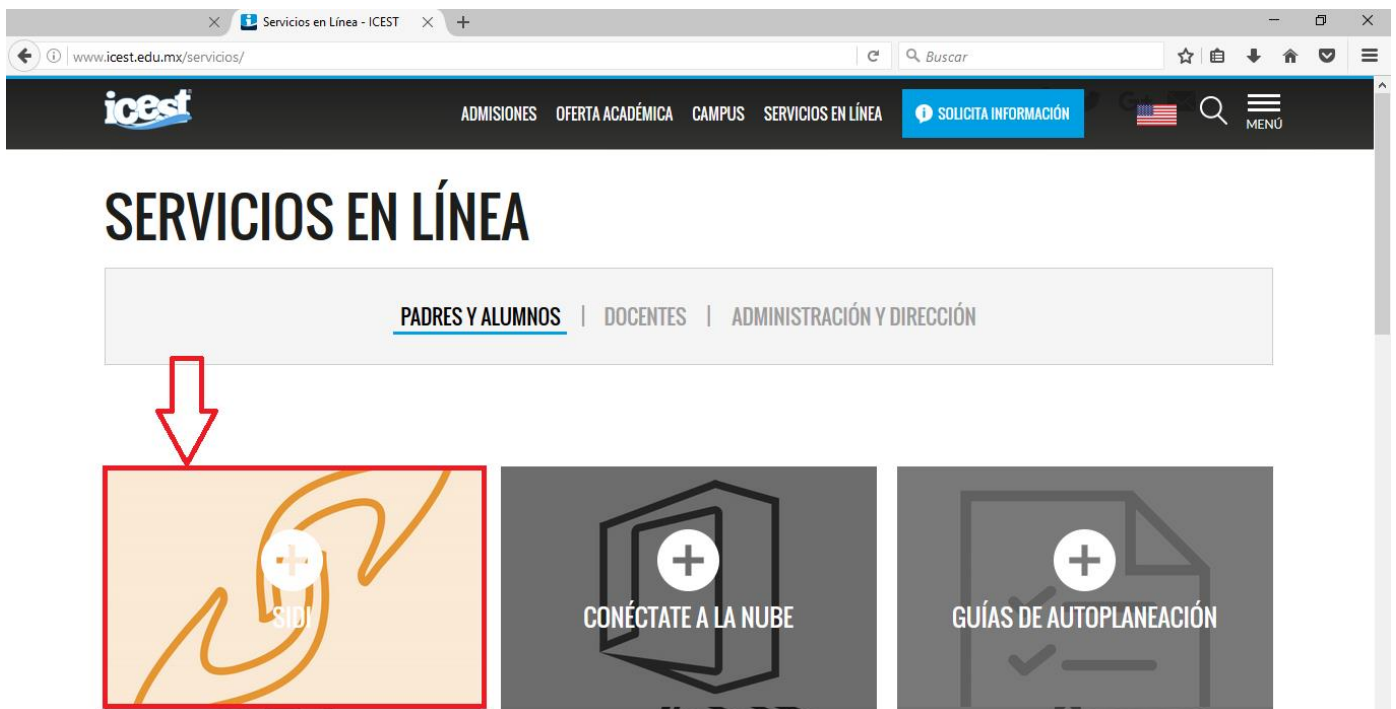 Servicios en Línea - ICEST
www.icest.edu.mx/servicios/
Buscar
icest
ADMISIONES OFERTA ACADÉMICA CAMPUS SERVICIOS EN LÍNEA SOLICITA INFORMACIÓN
MENÚ
SERVICIOS EN LÍNEA
PADRES Y ALUMNOS | DOCENTES | ADMINISTRACIÓN Y DIRECCIÓN
SIDI
CONÉCTATE A LA NUBE
GUÍAS DE AUTOPLANEACIÓN